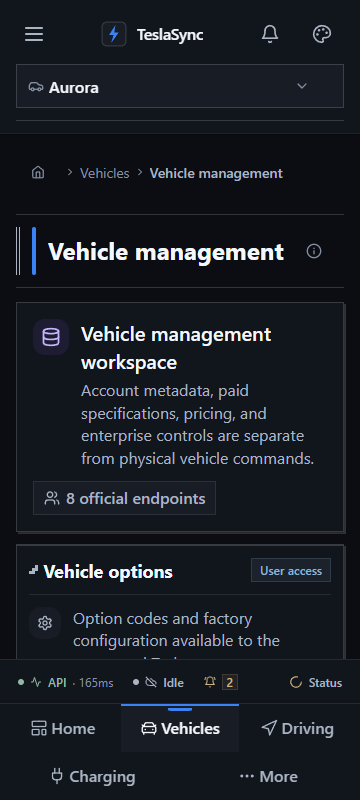 TeslaSync
Aurora
Vehicles
Vehicle management
Vehicle management
Vehicle management
workspace
Account metadata, paid
specifications, pricing, and
enterprise controls are separate
from physical vehicle commands.
8 official endpoints
Vehicle options
User access
Option codes and factory
configuration available to the
API · 165ms
Idle
2
Status
Home
Vehicles
Driving
Charging
More